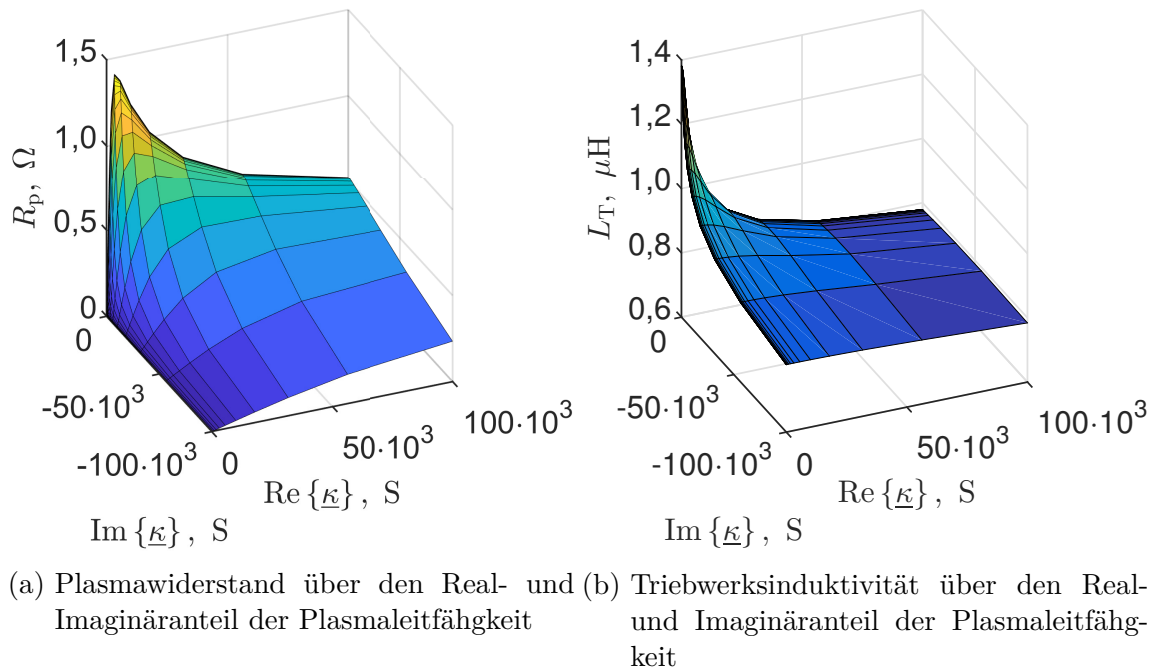 1,5
1,0
0,5
0
R_p, Ω
0
-50·10³
-100·10³
0
50·10³
100·10³
Re {κ} , S
Im {κ} , S
1,4
1,2
1,0
0,8
0,6
L_T, μH
0
-50·10³
-100·10³
0
50·10³
100·10³
Re {κ} , S
Im {κ} , S
(a) Plasmawiderstand über den Real- und
Imaginäranteil der Plasmaleitfähgkeit
(b) Triebwerksinduktivität über den Real-
und Imaginäranteil der Plasmaleitfähg-
keit